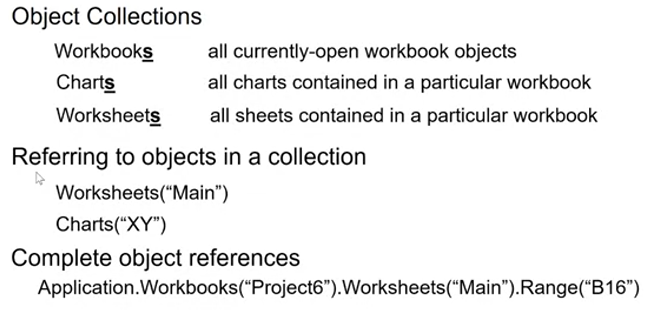 Object Collections
Workbooks all currently-open workbook objects
Charts all charts contained in a particular workbook
Worksheets all sheets contained in a particular workbook
Referring to objects in a collection
Worksheets(“Main”)
Charts(“XY”)
Complete object references
Application.Workbooks(“Project6”).Worksheets(“Main”).Range(“B16”)